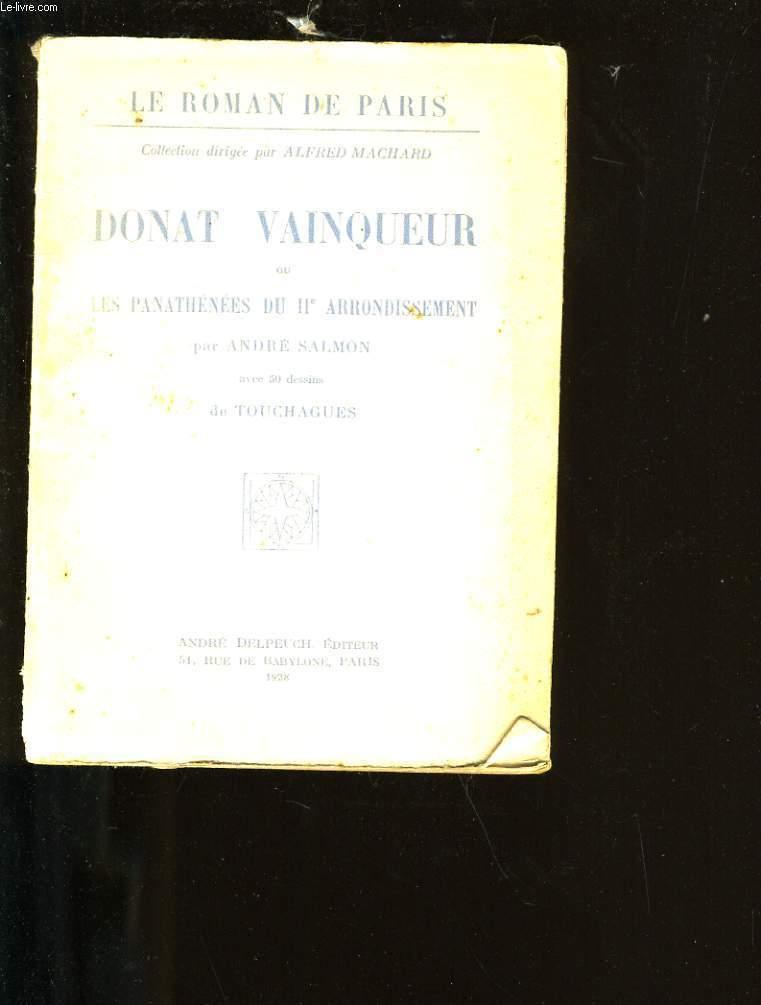 Le-livre.com
LE ROMAN DE PARIS
Collection dirigée par ALFRED MACHARD
DONAT VAINQUEUR
OU
LES PANATHÉNÉES DU IIe ARRONDISSEMENT
par ANDRÉ SALMON
avec 50 dessins
de TOUCHAGUES
ANDRÉ DELPEUCH, ÉDITEUR
51, RUE DE BABYLONE, PARIS
1928